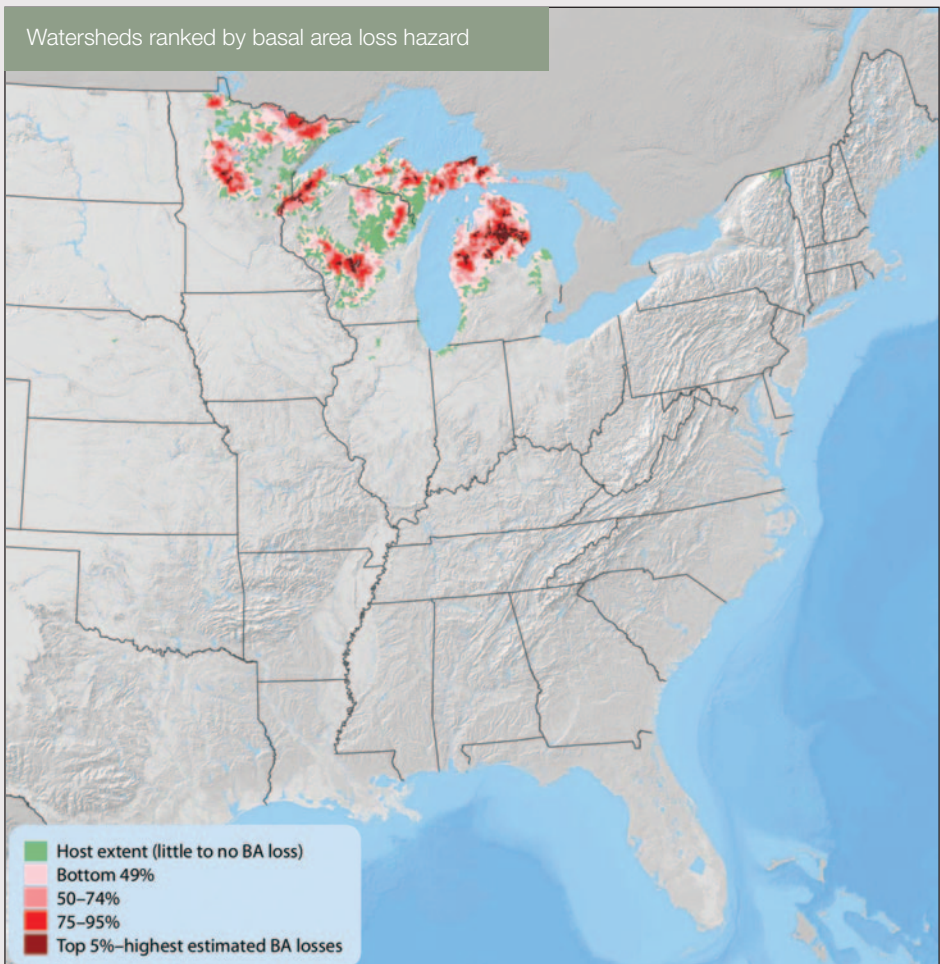 Watersheds ranked by basal area loss hazard
Host extent (little to no BA loss)
Bottom 49%
50–74%
75–95%
Top 5%–highest estimated BA losses